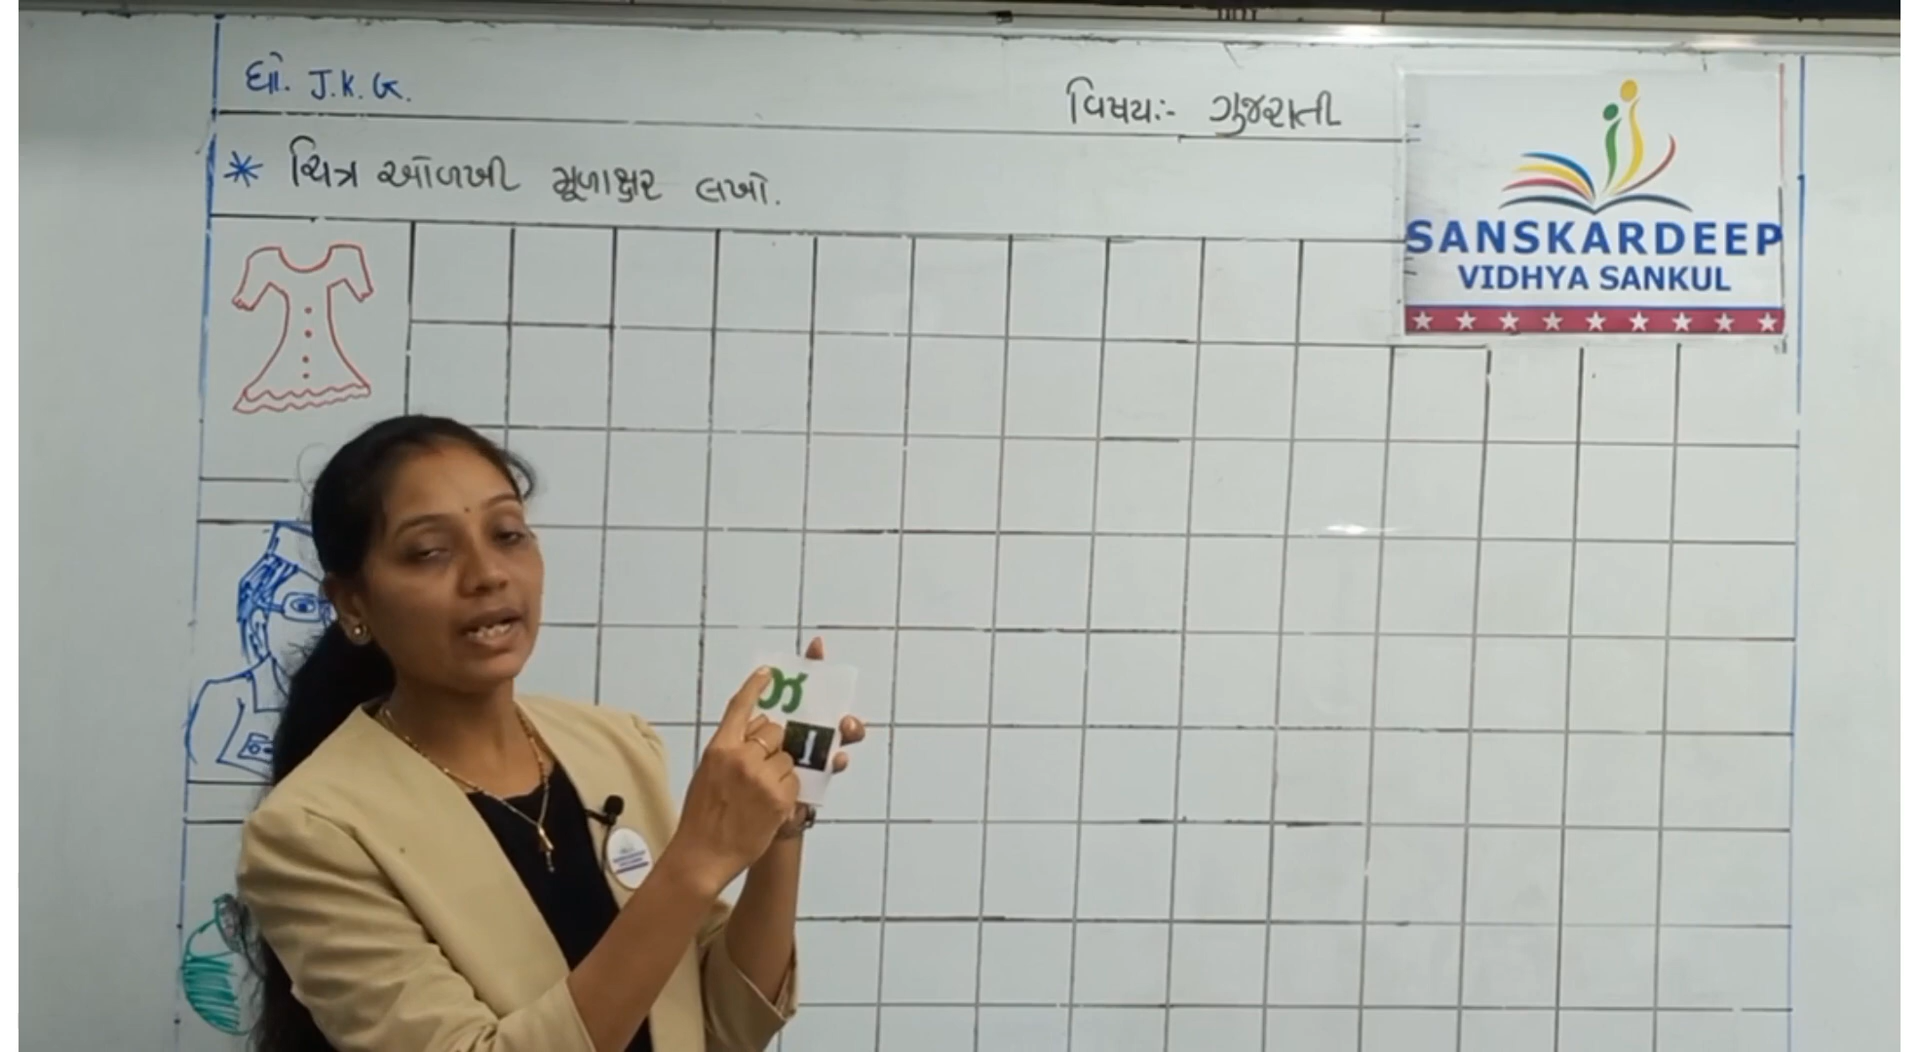 ધો. J.K.G.
વિષય:- ગુજરાતી
* ચિત્ર ઓળખી મૂળાક્ષર લખો.
SANSKARDEEP
VIDHYA SANKUL